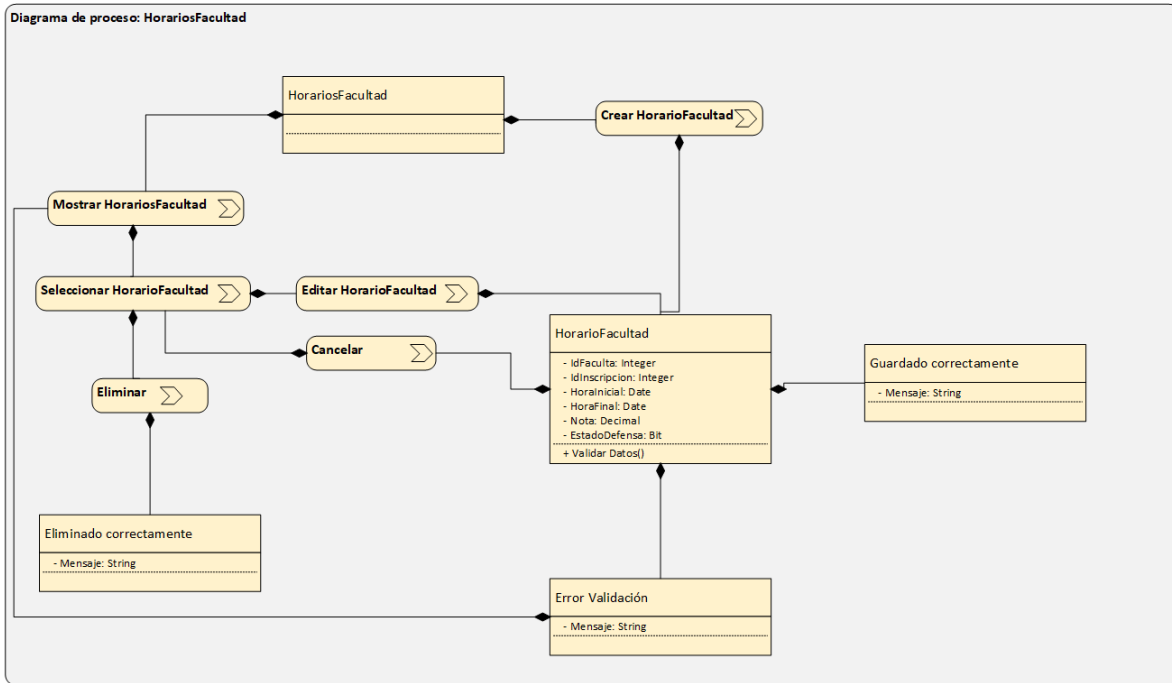 Diagrama de proceso: HorariosFacultad
HorariosFacultad
Crear HorarioFacultad
Mostrar HorariosFacultad
Seleccionar HorarioFacultad
Editar HorarioFacultad
Cancelar
Eliminar
HorarioFacultad
- IdFaculta: Integer
- IdInscripcion: Integer
- HoraInicial: Date
- HoraFinal: Date
- Nota: Decimal
- EstadoDefensa: Bit
+ Validar Datos()
Guardado correctamente
- Mensaje: String
Eliminado correctamente
- Mensaje: String
Error Validación
- Mensaje: String